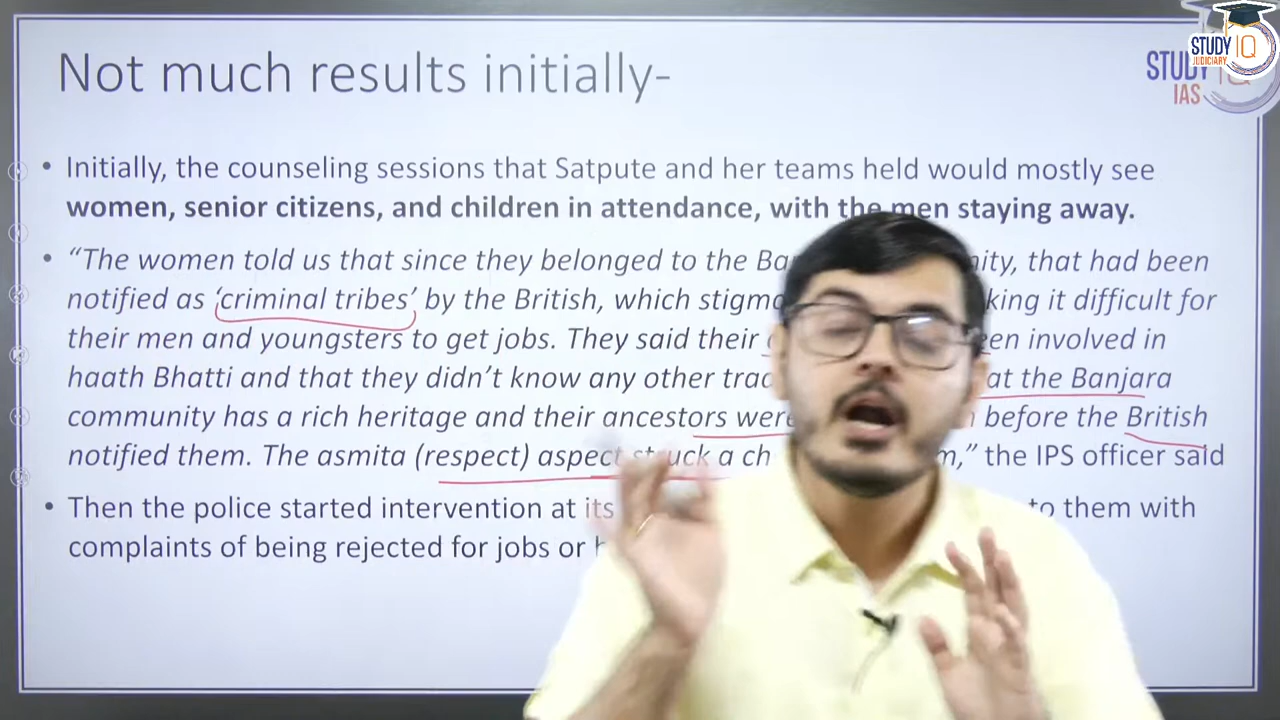 Not much results initially-
STUDY IQ
JUDICIARY
STUDY IQ
IAS
• Initially, the counseling sessions that Satpute and her teams held would mostly see
women, senior citizens, and children in attendance, with the men staying away.
• “The women told us that since they belonged to the that had been
notified as ‘criminal tribes’ by the British, which it difficult for
their men and youngsters to get jobs. They said their involved in
haath Bhatti and that they didn’t know any other at the Banjara
community has a rich heritage and their ancestors were before the British
notified them. The asmita (respect) aspect struck a the IPS officer said
• Then the police started intervention at its to them with
complaints of being rejected for jobs or